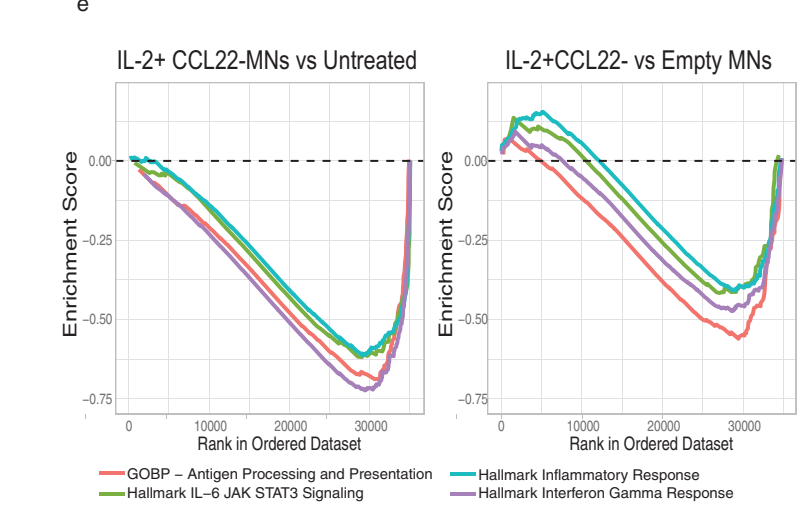 e
IL-2+ CCL22-MNs vs Untreated
IL-2+CCL22- vs Empty MNs
Enrichment Score
0.00
−0.25
−0.50
−0.75
0 10000 20000 30000
Rank in Ordered Dataset
Enrichment Score
0.00
−0.25
−0.50
−0.75
0 10000 20000 30000
Rank in Ordered Dataset
GOBP − Antigen Processing and Presentation
Hallmark Inflammatory Response
Hallmark IL−6 JAK STAT3 Signaling
Hallmark Interferon Gamma Response